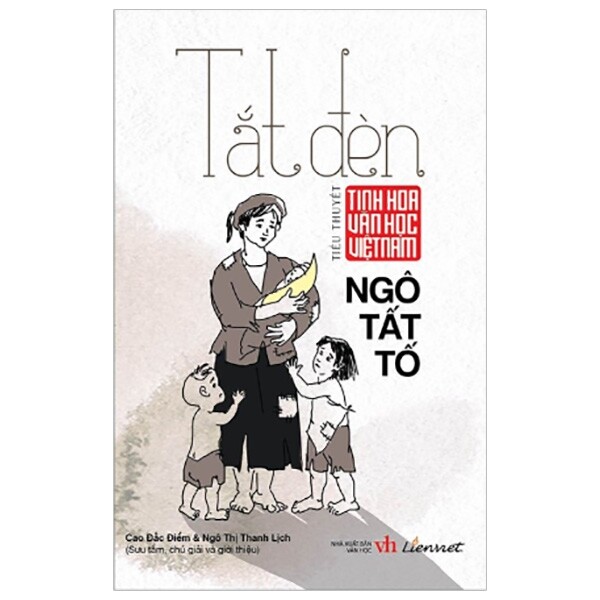 Tắt đèn
TIỂU THUYẾT
TINH HOA
VĂN HỌC
VIỆT NAM
NGÔ
TẤT
TỐ
Cao Đắc Điểm & Ngô Thị Thanh Lịch
(Sưu tầm, chú giải và giới thiệu)
NHÀ XUẤT BẢN
VĂN HỌC
vh
Lienviet